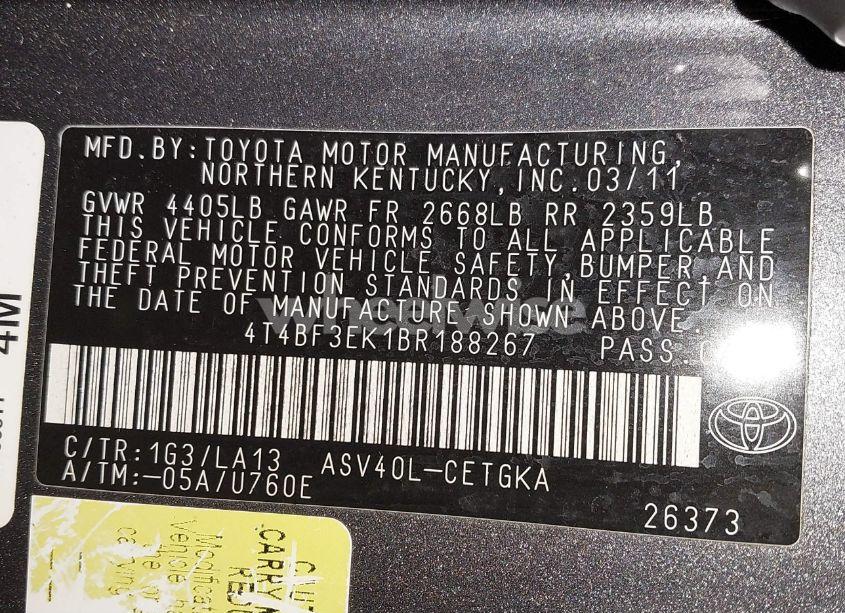 MFD.BY:TOYOTA MOTOR MANUFACTURING,
NORTHERN KENTUCKY,INC.03/11
GVWR 4405LB GAWR FR 2668LB RR 2359LB
THIS VEHICLE CONFORMS TO ALL APPLICABLE
FEDERAL MOTOR VEHICLE SAFETY,BUMPER,AND
THEFT PREVENTION STANDARDS IN EFFECT ON
THE DATE OF MANUFACTURE SHOWN ABOVE.
4T4BF3EK1BR188267 PASS.
C/TR:1G3/LA13 ASV40L-CETGKA
A/TM:-05A/U760E
26373
4M